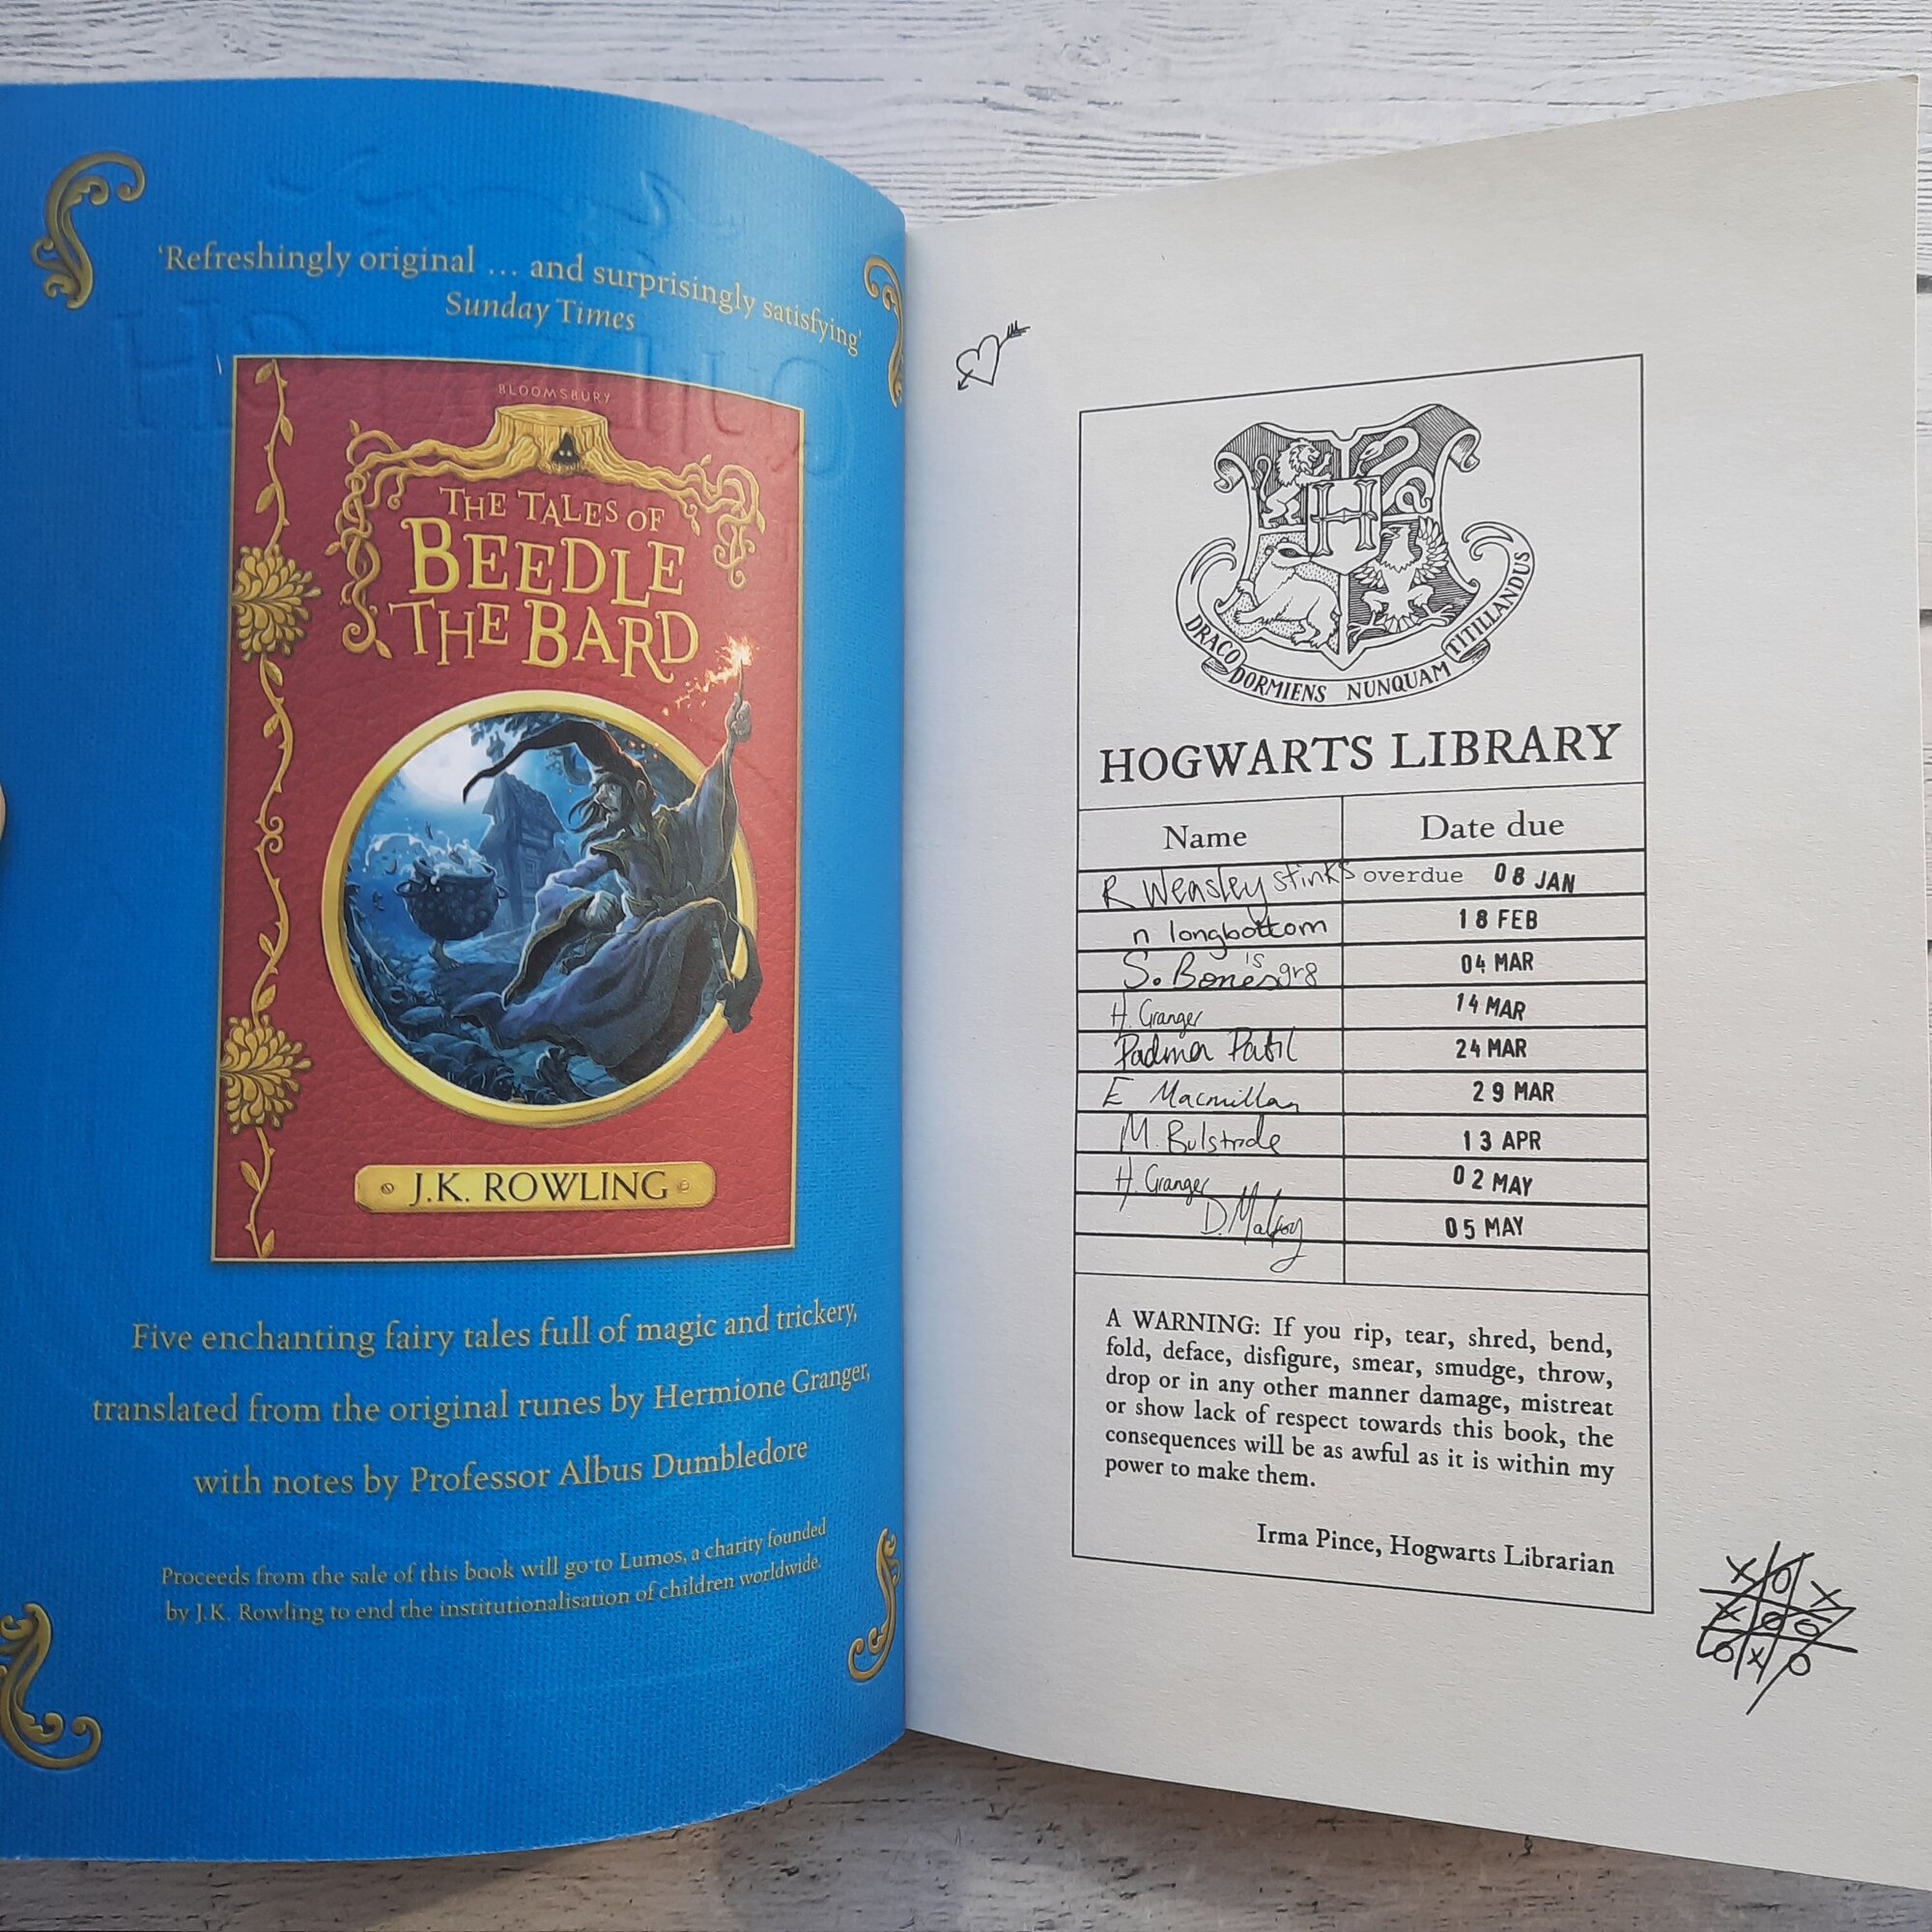 ‘Refreshingly original ... and surprisingly satisfying’
Sunday Times
BLOOMSBURY
THE TALES OF
BEEDLE
THE BARD
J.K. ROWLING
Five enchanting fairy tales full of magic and trickery,
translated from the original runes by Hermione Granger,
with notes by Professor Albus Dumbledore
Proceeds from the sale of this book will go to Lumos, a charity founded
by J.K. Rowling to end the institutionalisation of children worldwide.
H
DRACO DORMIENS NUNQUAM TITILLANDUS
HOGWARTS LIBRARY
Name Date due
R Weasley stinks overdue 08 JAN
n longbottom 18 FEB
S. Bones is gr8 04 MAR
H. Granger 14 MAR
Padma Patil 24 MAR
E Macmillan 29 MAR
M. Bulstrode 13 APR
H. Granger 02 MAY
D. Malfoy 05 MAY
A WARNING: If you rip, tear, shred, bend,
fold, deface, disfigure, smear, smudge, throw,
drop or in any other manner damage, mistreat
or show lack of respect towards this book, the
consequences will be as awful as it is within my
power to make them.
Irma Pince, Hogwarts Librarian
X O X
X O O
O X O